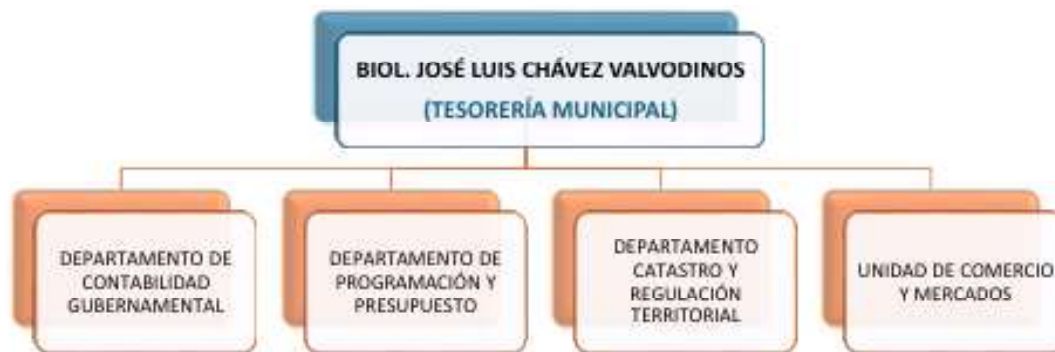 BIOL. JOSÉ LUIS CHÁVEZ VALVODINOS
(TESORERÍA MUNICIPAL)
DEPARTAMENTO DE
CONTABILIDAD
GUBERNAMENTAL
DEPARTAMENTO DE
PROGRAMACIÓN Y
PRESUPUESTO
DEPARTAMENTO
CATASTRO Y
REGULACIÓN
TERRITORIAL
UNIDAD DE COMERCIO
Y MERCADOS